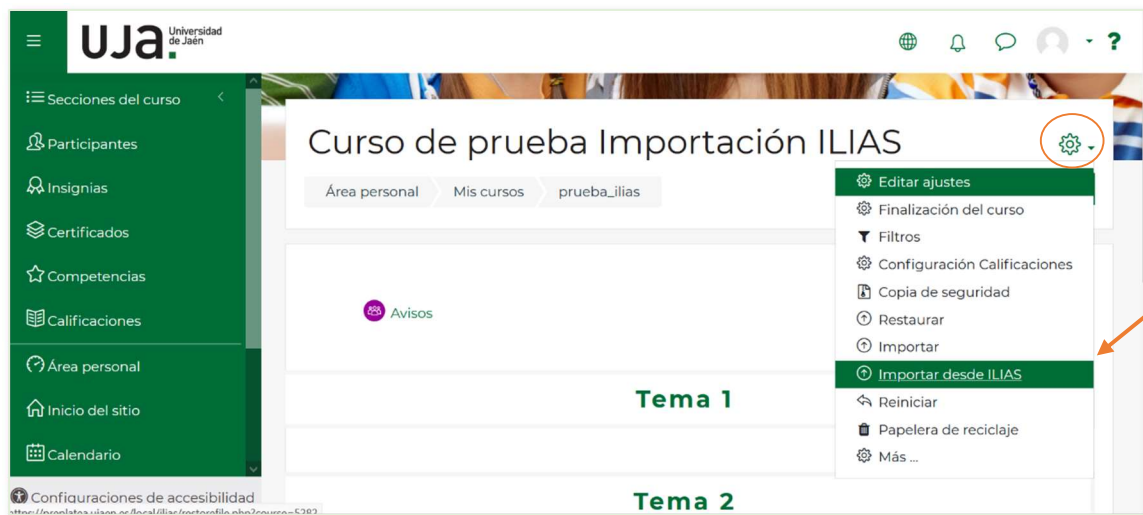 UJa.
Universidad
de Jaén
?
Secciones del curso
Participantes
Insignias
Certificados
Competencias
Calificaciones
Área personal
Inicio del sitio
Calendario
Configuraciones de accesibilidad
Curso de prueba Importación ILIAS
Área personal
Mis cursos
prueba_ilias
Avisos
Tema 1
Tema 2
Editar ajustes
Finalización del curso
Filtros
Configuración Calificaciones
Copia de seguridad
Restaurar
Importar
Importar desde ILIAS
Reiniciar
Papelera de reciclaje
Más ...